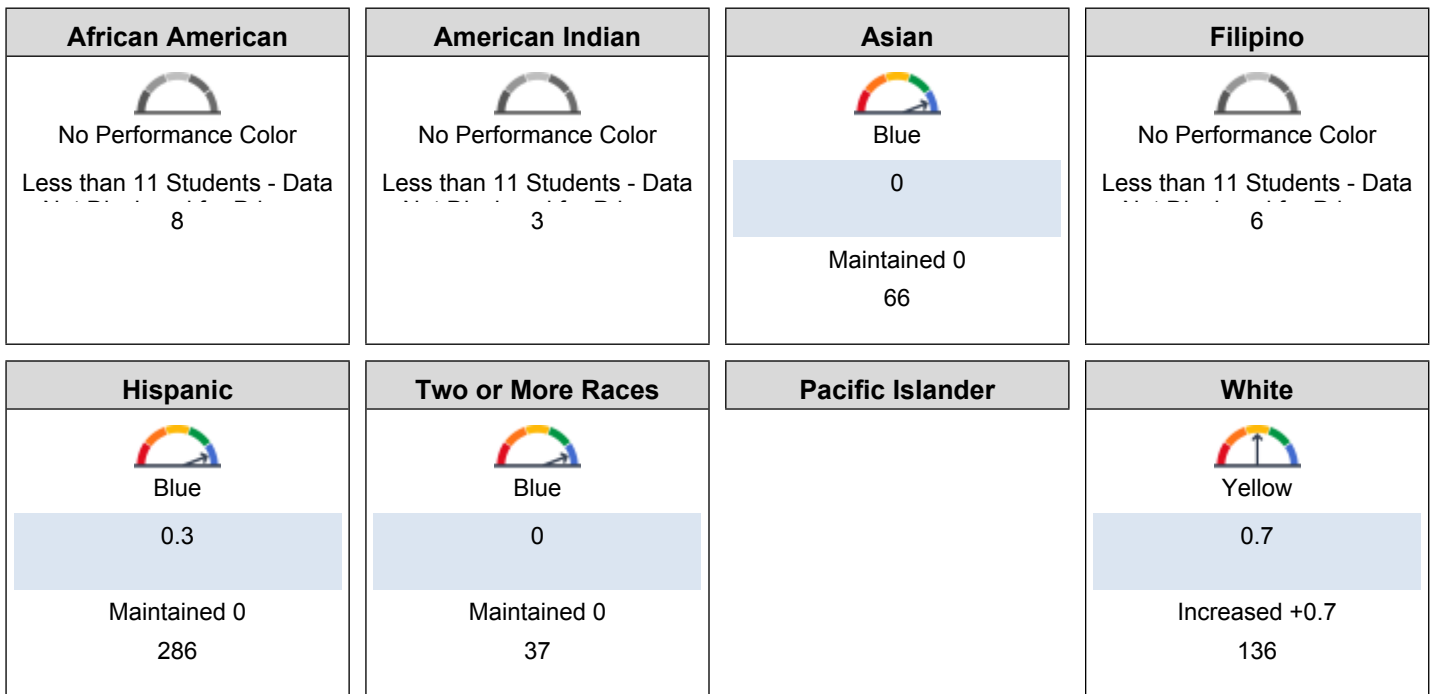 African American
No Performance Color
Less than 11 Students - Data
8
American Indian
No Performance Color
Less than 11 Students - Data
3
Asian
Blue
0
Maintained 0
66
Filipino
No Performance Color
Less than 11 Students - Data
6
Hispanic
Blue
0.3
Maintained 0
286
Two or More Races
Blue
0
Maintained 0
37
Pacific Islander
White
Yellow
0.7
Increased +0.7
136